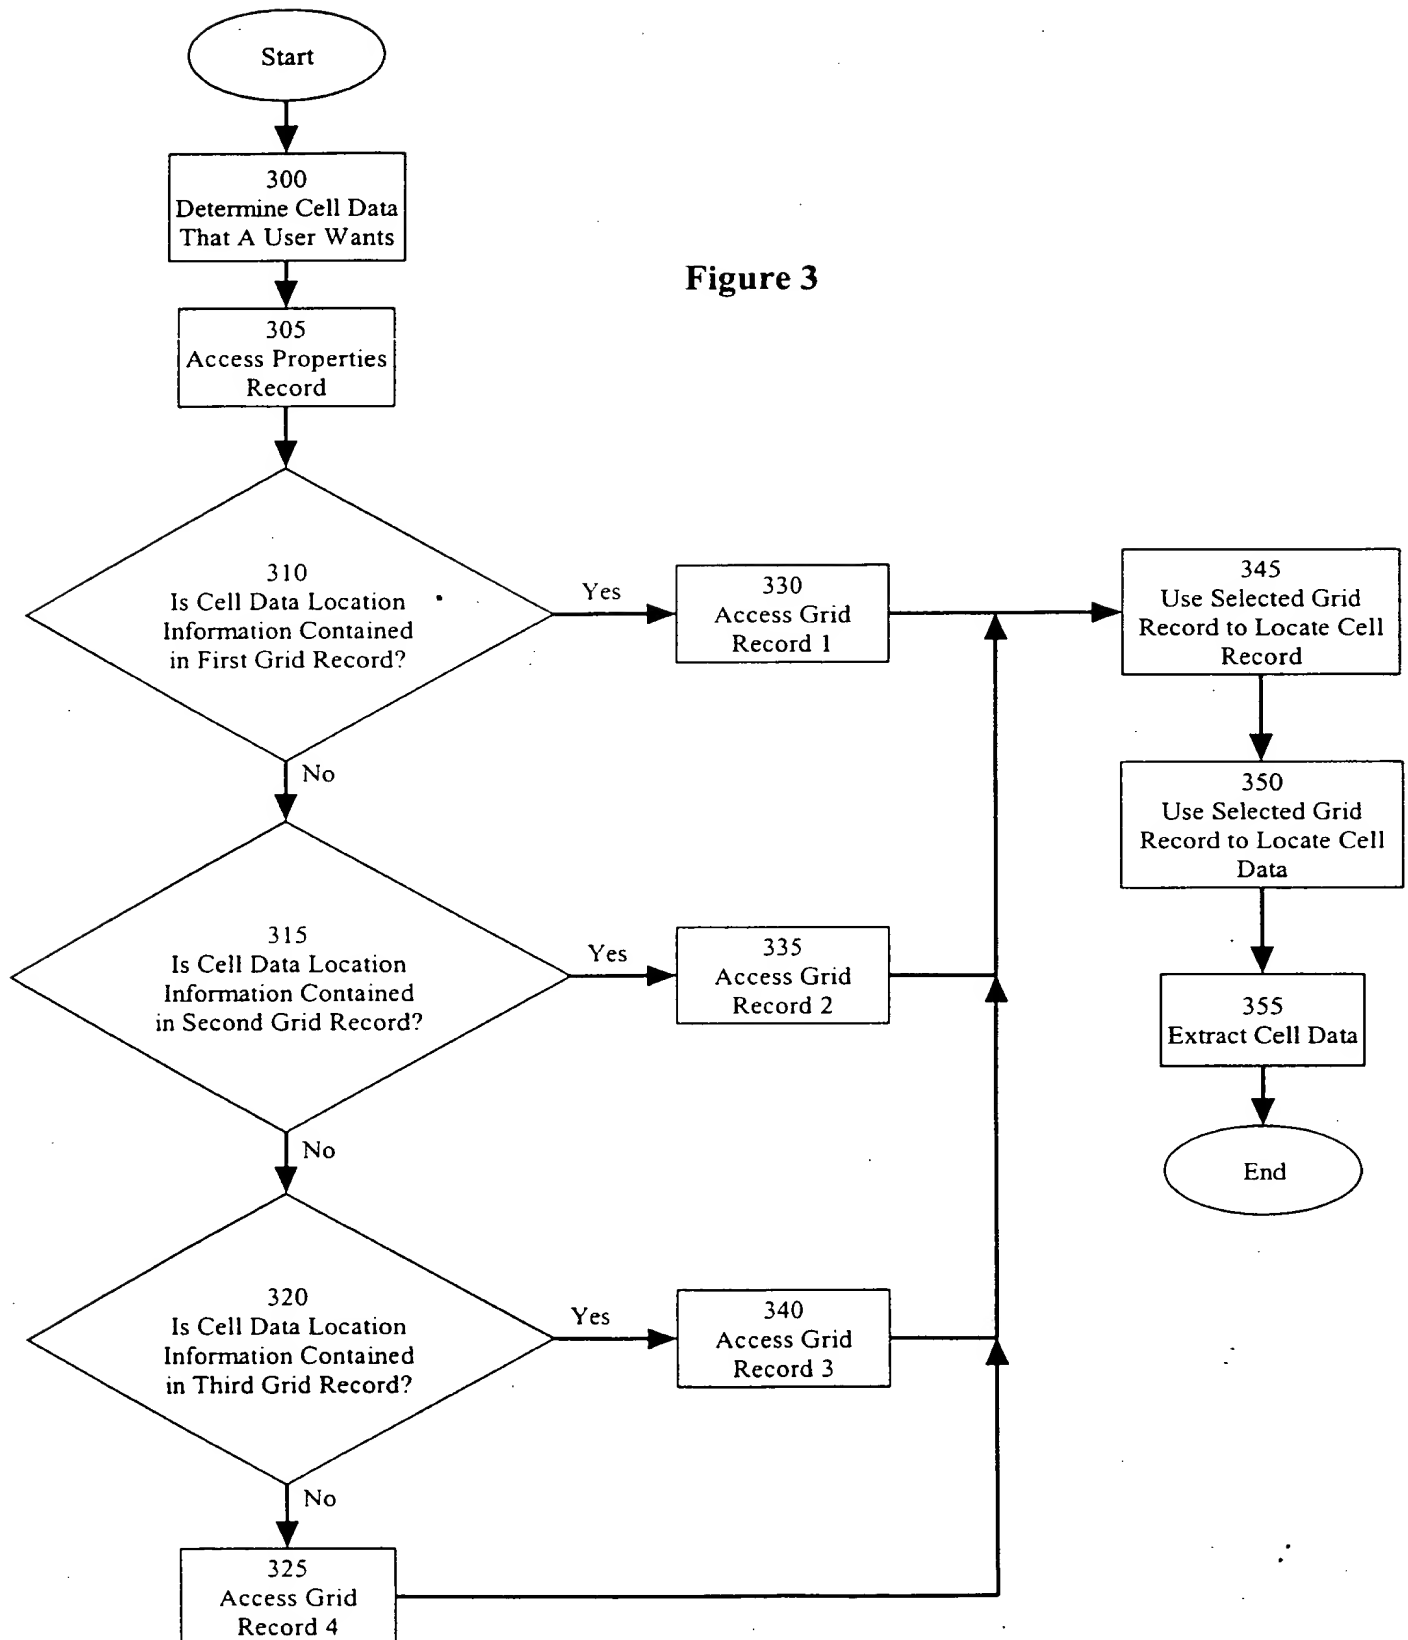 Start
300
Determine Cell Data
That A User Wants
Figure 3
305
Access Properties
Record
310
Is Cell Data Location
Information Contained
in First Grid Record?
Yes
330
Access Grid
Record 1
345
Use Selected Grid
Record to Locate Cell
Record
No
350
Use Selected Grid
Record to Locate Cell
Data
315
Is Cell Data Location
Information Contained
in Second Grid Record?
Yes
335
Access Grid
Record 2
355
Extract Cell Data
No
End
320
Is Cell Data Location
Information Contained
in Third Grid Record?
Yes
340
Access Grid
Record 3
No
325
Access Grid
Record 4